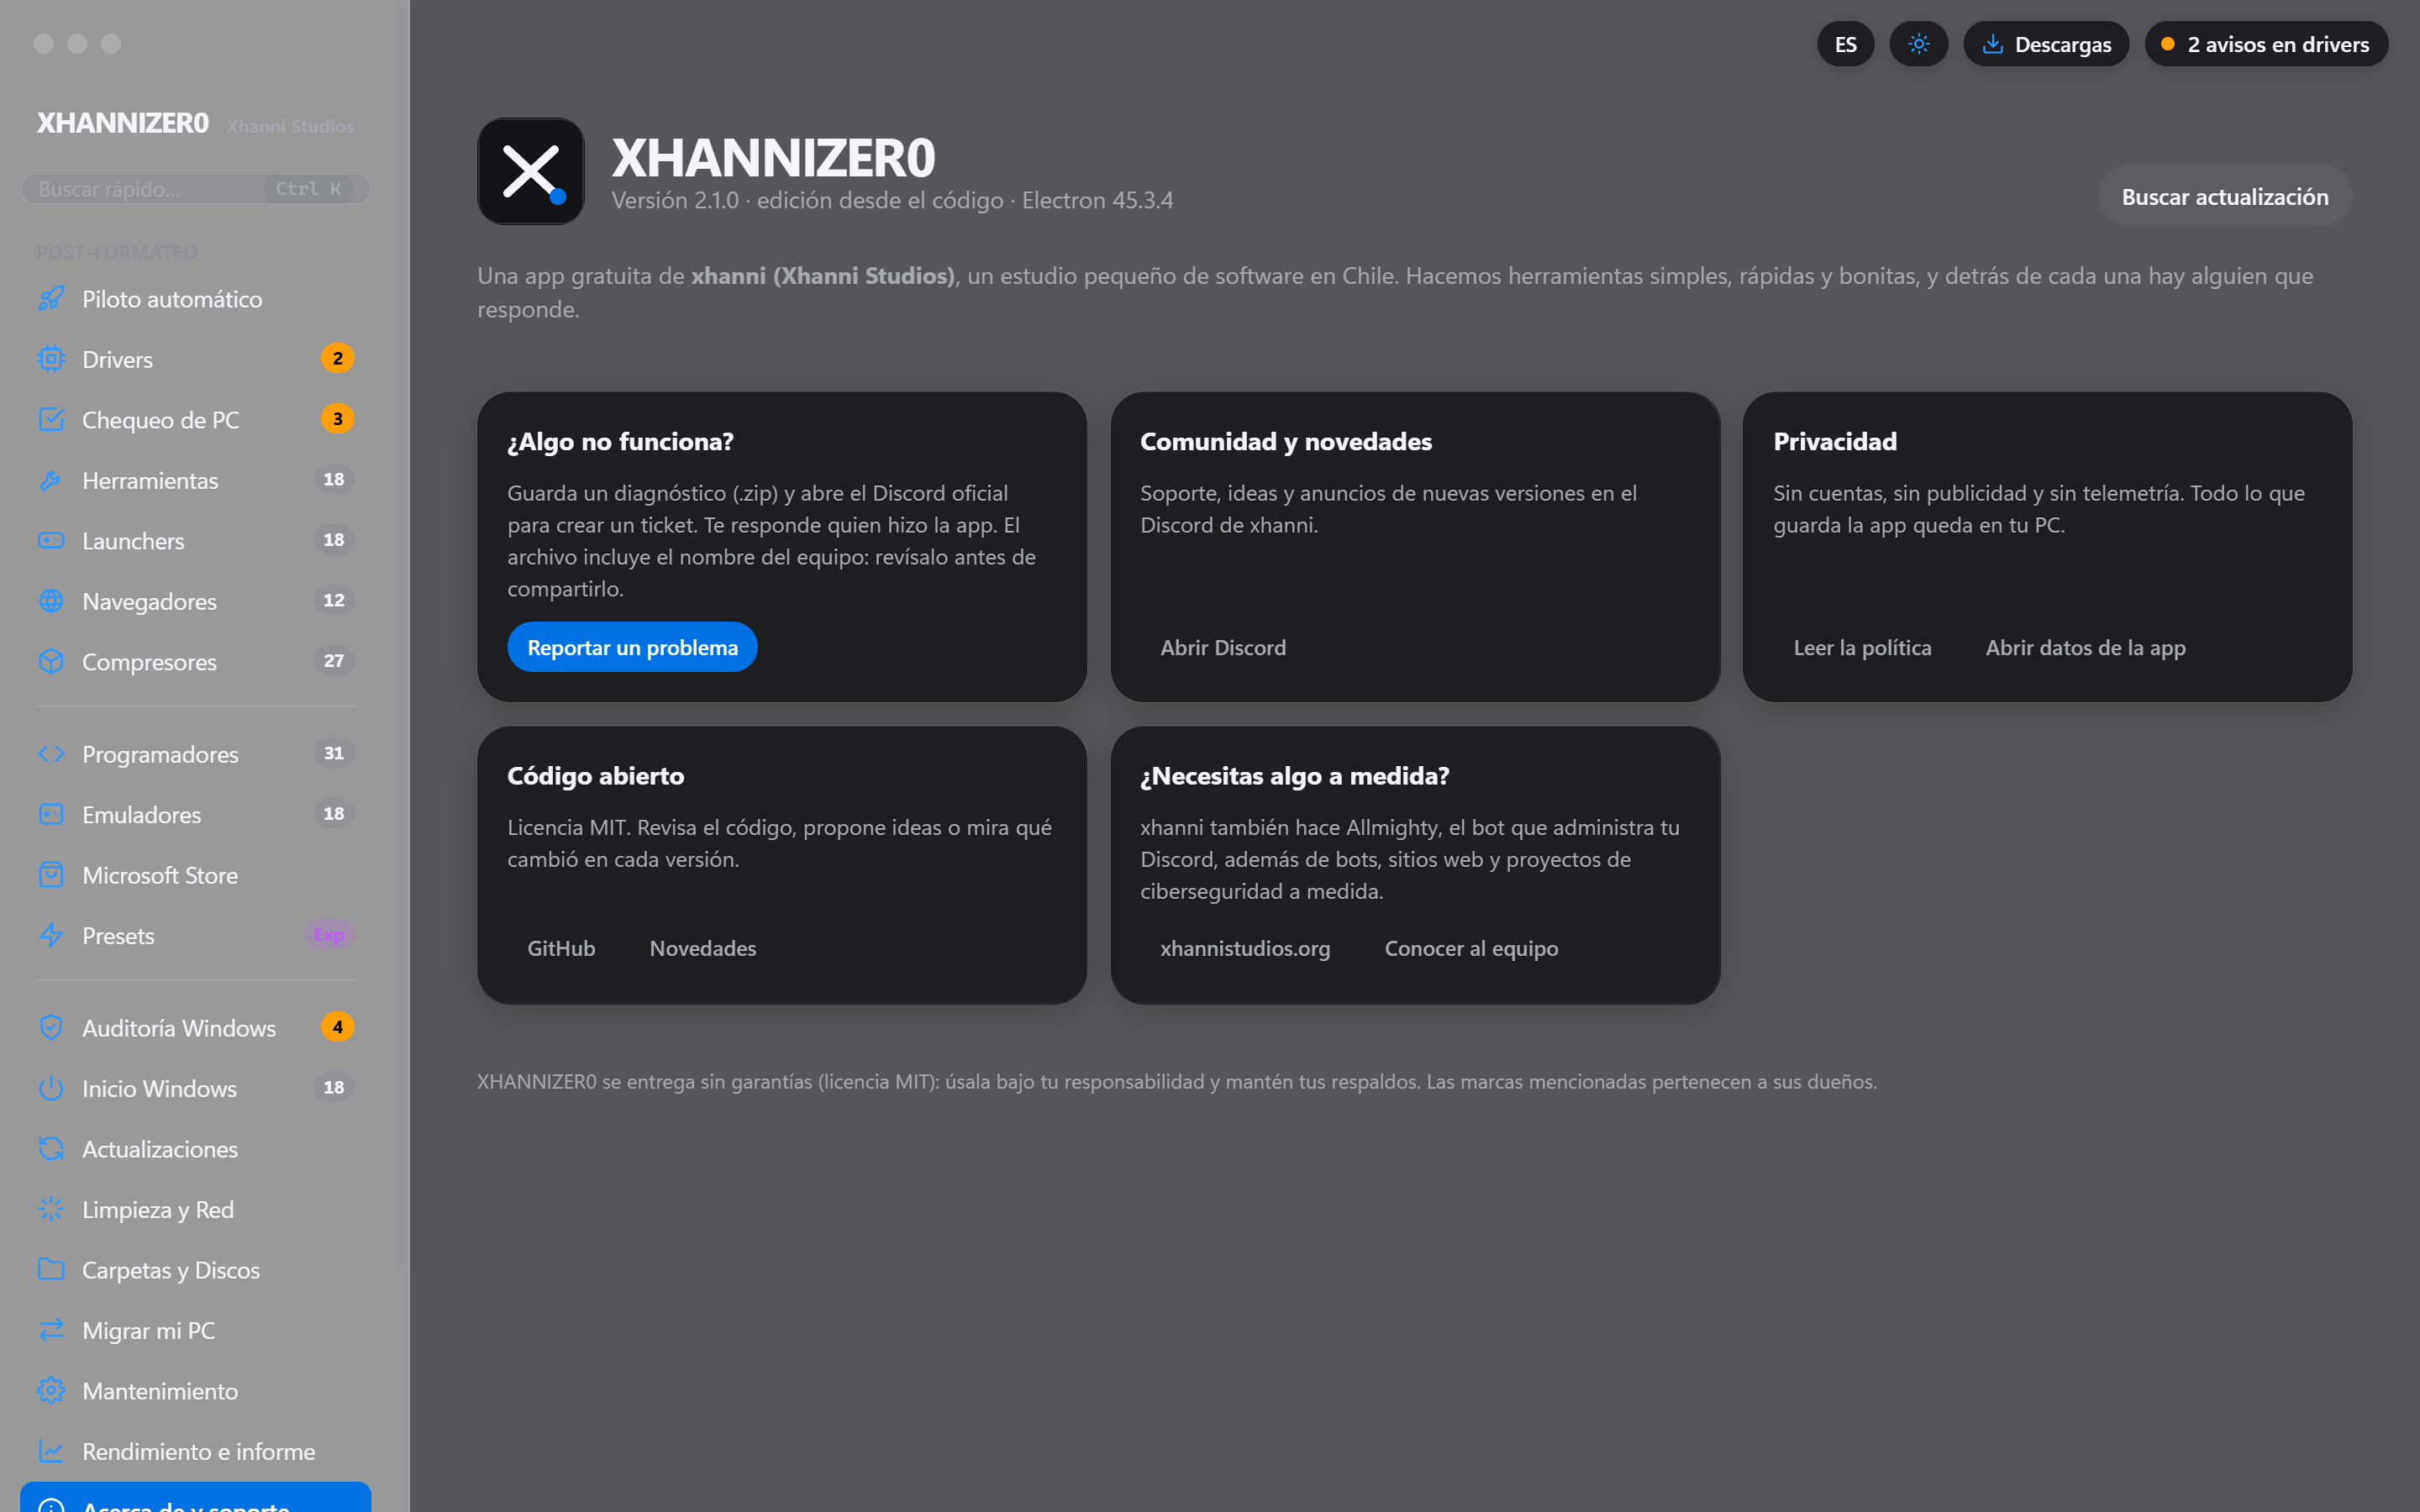 XHANNIZER0 Xhanni Studios
Buscar rápido... Ctrl K
POST-FORMATEO
Piloto automático
Drivers 2
Chequeo de PC 3
Herramientas 18
Launchers 18
Navegadores 12
Compresores 27
Programadores 31
Emuladores 18
Microsoft Store
Presets Exp
Auditoría Windows 4
Inicio Windows 18
Actualizaciones
Limpieza y Red
Carpetas y Discos
Migrar mi PC
Mantenimiento
Rendimiento e informe
Acerca de y soporte
ES Descargas 2 avisos en drivers
XHANNIZER0
Versión 2.1.0 · edición desde el código · Electron 45.3.4
Buscar actualización
Una app gratuita de xhanni (Xhanni Studios), un estudio pequeño de software en Chile. Hacemos herramientas simples, rápidas y bonitas, y detrás de cada una hay alguien que
responde.
¿Algo no funciona?
Guarda un diagnóstico (.zip) y abre el Discord oficial
para crear un ticket. Te responde quien hizo la app. El
archivo incluye el nombre del equipo: revísalo antes de
compartirlo.
Reportar un problema
Comunidad y novedades
Soporte, ideas y anuncios de nuevas versiones en el
Discord de xhanni.
Abrir Discord
Privacidad
Sin cuentas, sin publicidad y sin telemetría. Todo lo que
guarda la app queda en tu PC.
Leer la política Abrir datos de la app
Código abierto
Licencia MIT. Revisa el código, propone ideas o mira qué
cambió en cada versión.
GitHub Novedades
¿Necesitas algo a medida?
xhanni también hace Allmighty, el bot que administra tu
Discord, además de bots, sitios web y proyectos de
ciberseguridad a medida.
xhannistudios.org Conocer al equipo
XHANNIZER0 se entrega sin garantías (licencia MIT): úsala bajo tu responsabilidad y mantén tus respaldos. Las marcas mencionadas pertenecen a sus dueños.